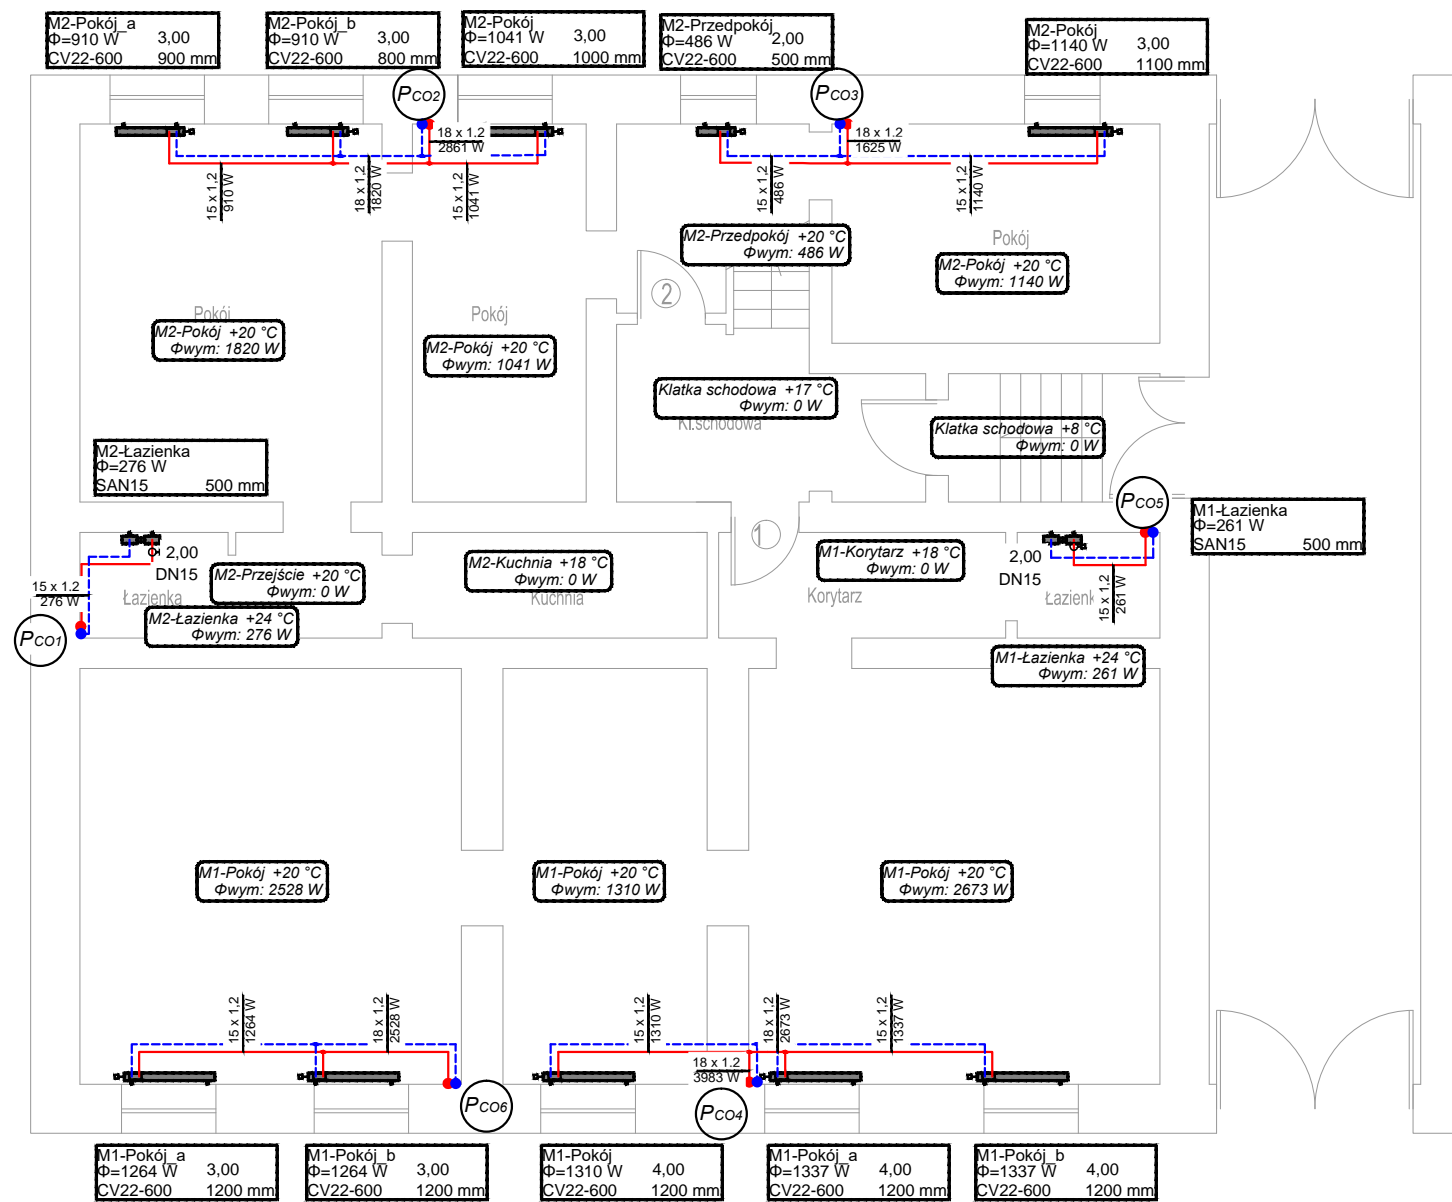 M2-Pokój_a
Φ=910 W 3,00
CV22-600 900 mm
M2-Pokój_b
Φ=910 W 3,00
CV22-600 800 mm
M2-Pokój
Φ=1041 W 3,00
CV22-600 1000 mm
M2-Przedpokój
Φ=486 W 2,00
CV22-600 500 mm
M2-Pokój
Φ=1140 W 3,00
CV22-600 1100 mm
PCO2
PCO3
18 x 1.2
2861 W
18 x 1.2
1625 W
15 x 1,2
910 W
18 x 1,2
1820 W
15 x 1,2
1041 W
15 x 1,2
486 W
15 x 1,2
1140 W
M2-Przedpokój +20 °C
Φwym: 486 W
Pokój
M2-Pokój +20 °C
Φwym: 1140 W
2
Pokój
M2-Pokój +20 °C
Φwym: 1820 W
Pokój
M2-Pokój +20 °C
Φwym: 1041 W
Klatka schodowa +17 °C
Φwym: 0 W
Kl.schodowa
Klatka schodowa +8 °C
Φwym: 0 W
M2-Łazienka
Φ=276 W
SAN15 500 mm
PCO5
M1-Łazienka
Φ=261 W
SAN15 500 mm
1
2,00
DN15
M2-Przejście +20 °C
Φwym: 0 W
M2-Kuchnia +18 °C
Φwym: 0 W
Kuchnia
M1-Korytarz +18 °C
Φwym: 0 W
Korytarz
2,00
DN15
Łazienk
15 x 1,2
261 W
15 x 1.2
276 W
Łazienka
M2-Łazienka +24 °C
Φwym: 276 W
PCO1
M1-Łazienka +24 °C
Φwym: 261 W
M1-Pokój +20 °C
Φwym: 2528 W
M1-Pokój +20 °C
Φwym: 1310 W
M1-Pokój +20 °C
Φwym: 2673 W
15 x 1,2
1264 W
18 x 1,2
2528 W
15 x 1,2
1310 W
18 x 1,2
2673 W
15 x 1,2
1337 W
18 x 1.2
3983 W
PCO6
PCO4
M1-Pokój_a
Φ=1264 W 3,00
CV22-600 1200 mm
M1-Pokój_b
Φ=1264 W 3,00
CV22-600 1200 mm
M1-Pokój
Φ=1310 W 4,00
CV22-600 1200 mm
M1-Pokój_a
Φ=1337 W 4,00
CV22-600 1200 mm
M1-Pokój_b
Φ=1337 W 4,00
CV22-600 1200 mm